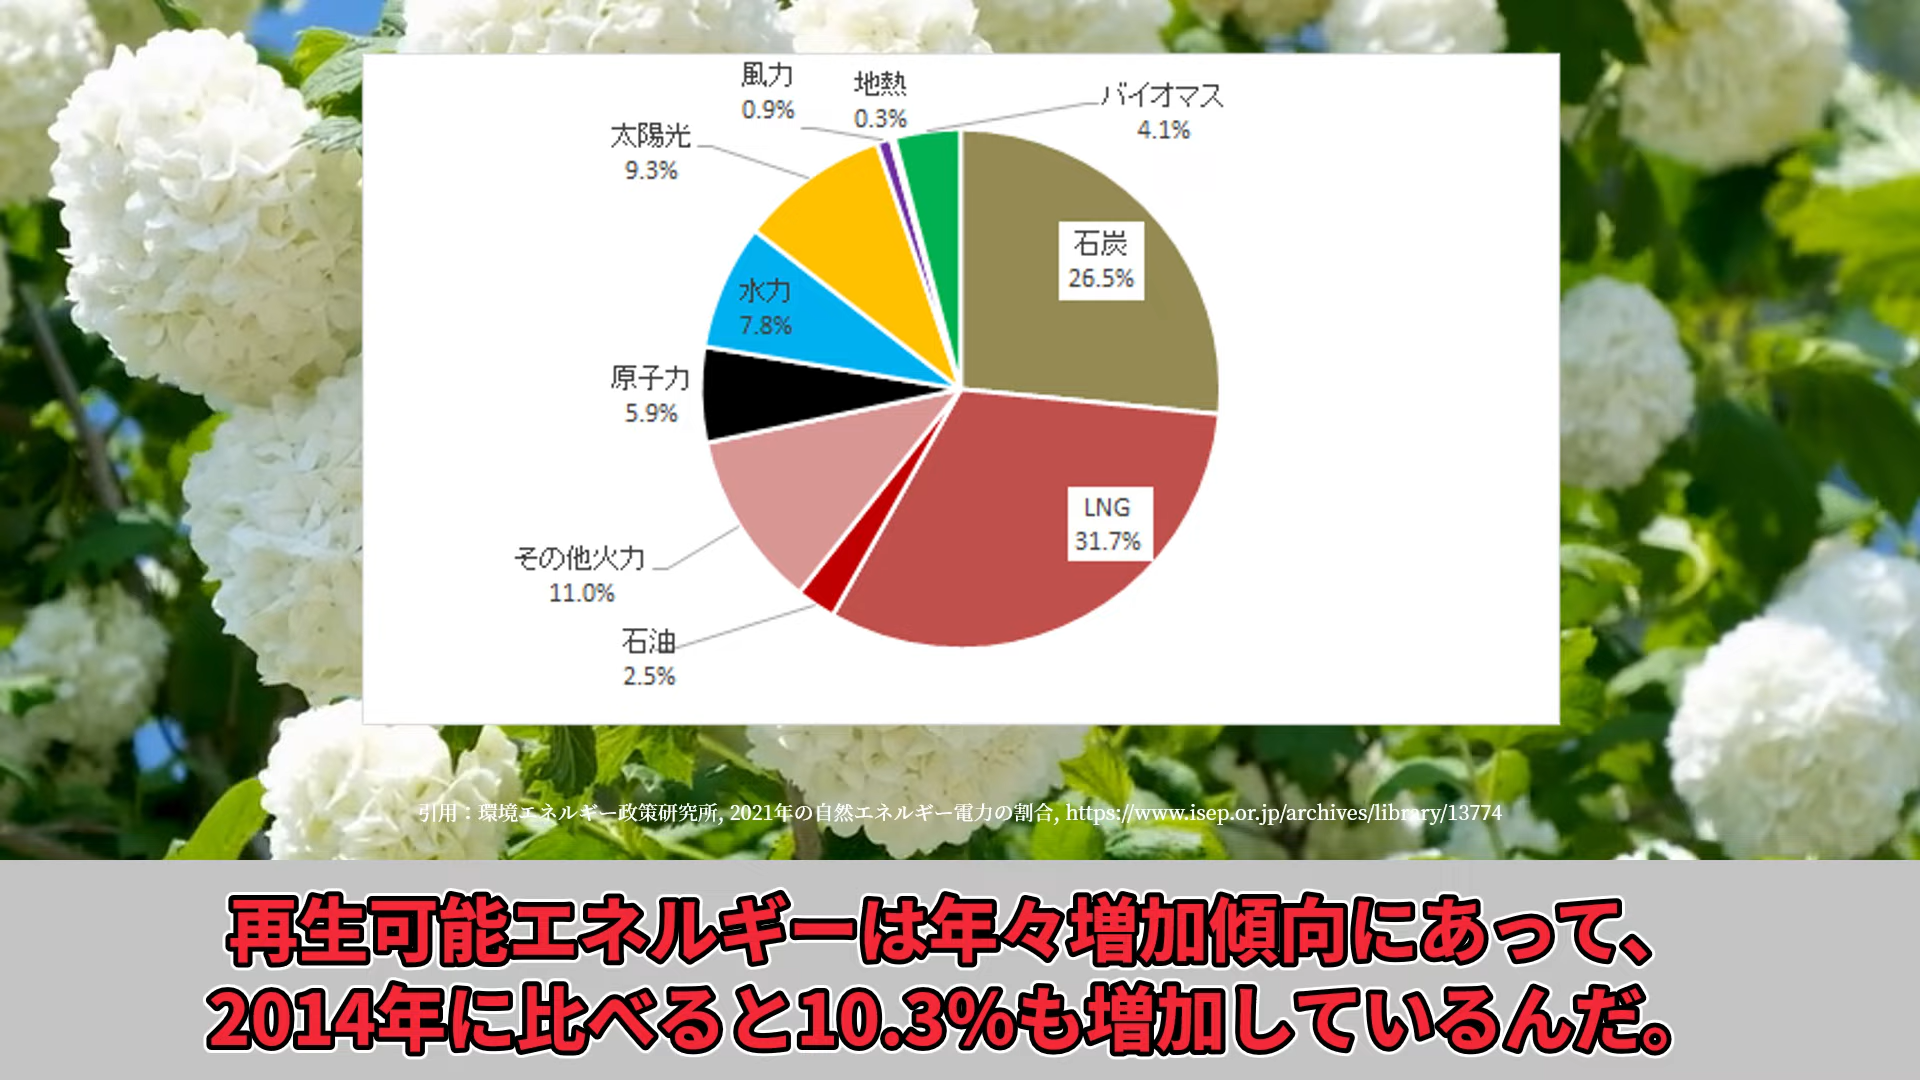 風力
0.9%
地熱
0.3%
バイオマス
4.1%
太陽光
9.3%
石炭
26.5%
水力
7.8%
原子力
5.9%
LNG
31.7%
その他火力
11.0%
石油
2.5%
引用：環境エネルギー政策研究所, 2021年の自然エネルギー電力の割合, https://www.isep.or.jp/archives/library/13774
再生可能エネルギーは年々増加傾向にあって、
2014年に比べると10.3%も増加しているんだ。